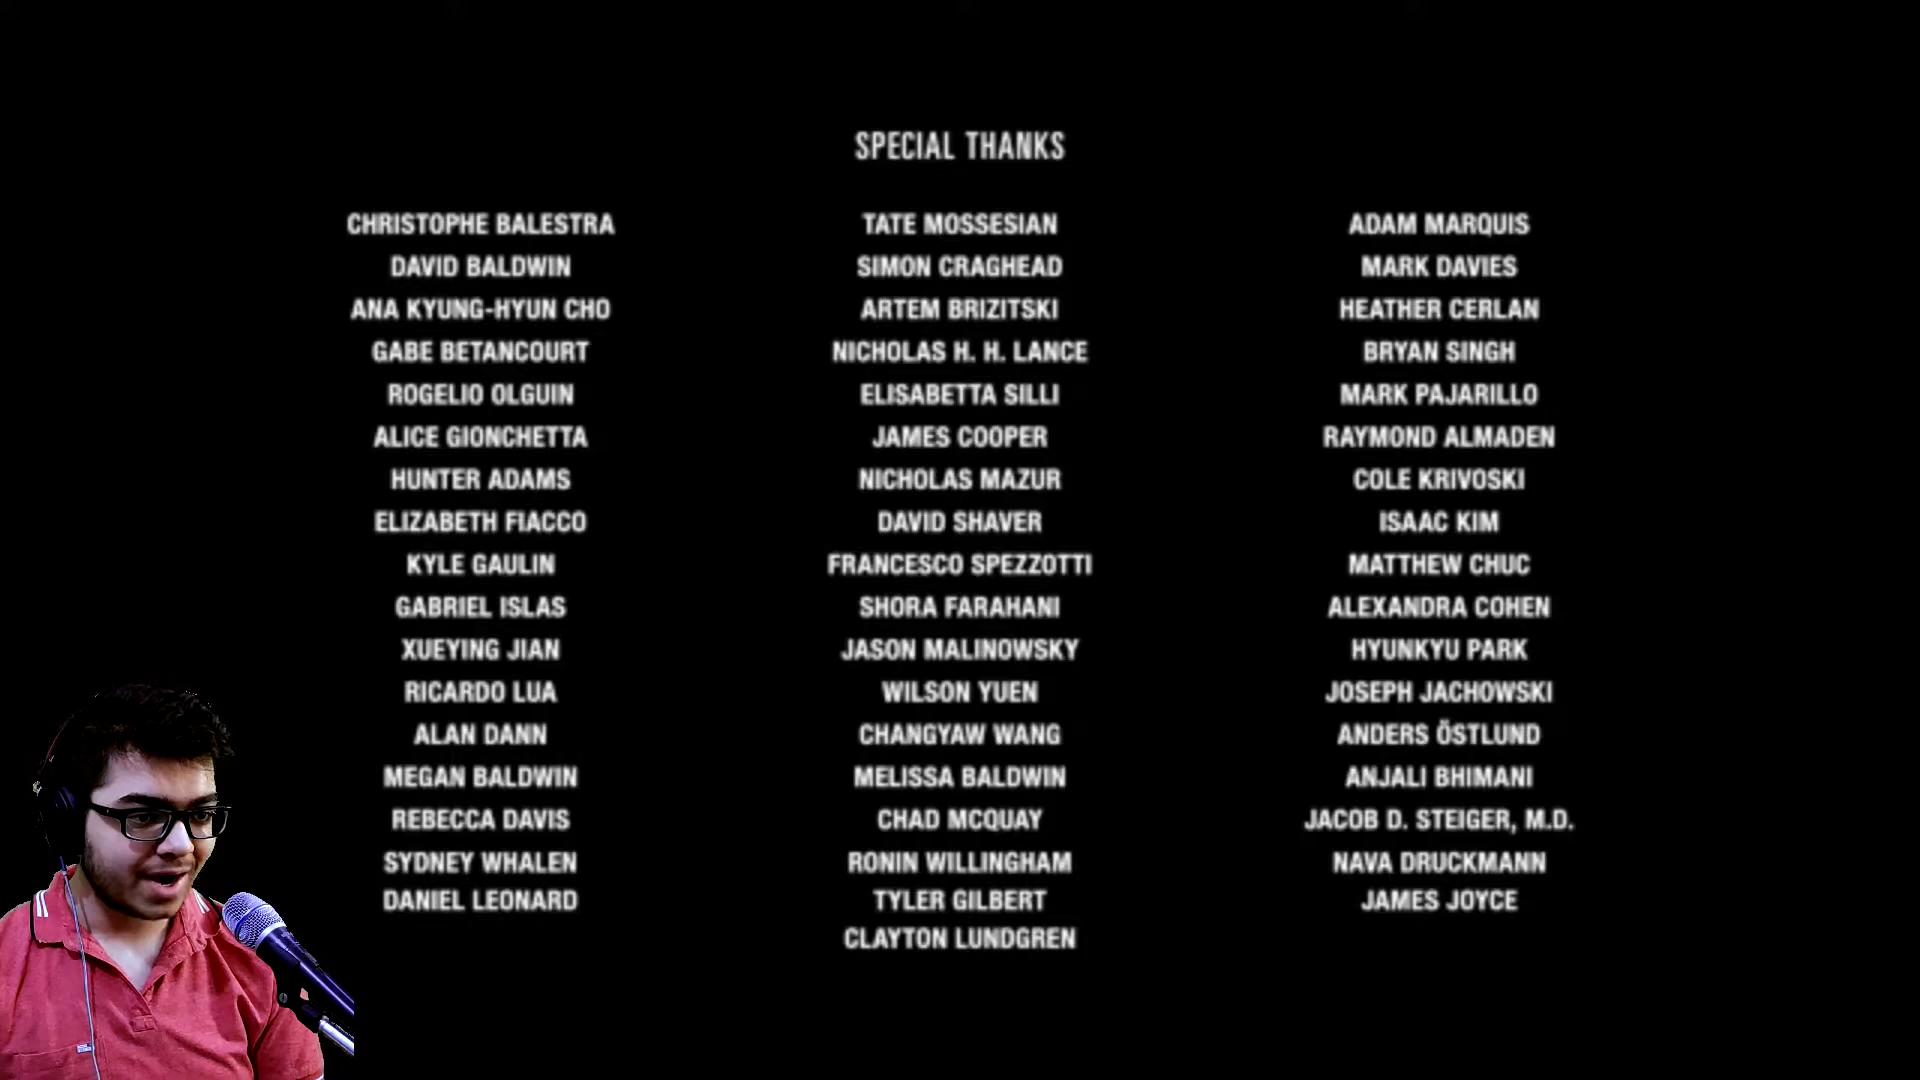 SPECIAL THANKS
CHRISTOPHE BALESTRA
DAVID BALDWIN
ANA KYUNG-HYUN CHO
GABE BETANCOURT
ROGELIO OLGUIN
ALICE GIONCHETTA
HUNTER ADAMS
ELIZABETH FIACCO
KYLE GAULIN
GABRIEL ISLAS
XUEYING JIAN
RICARDO LUA
ALAN DANN
MEGAN BALDWIN
REBECCA DAVIS
SYDNEY WHALEN
DANIEL LEONARD
TATE MOSSESIAN
SIMON CRAGHEAD
ARTEM BRIZITSKI
NICHOLAS H. H. LANCE
ELISABETTA SILLI
JAMES COOPER
NICHOLAS MAZUR
DAVID SHAVER
FRANCESCO SPEZZOTTI
SHORA FARAHANI
JASON MALINOWSKY
WILSON YUEN
CHANGYAW WANG
MELISSA BALDWIN
CHAD MCQUAY
RONIN WILLINGHAM
TYLER GILBERT
CLAYTON LUNDGREN
ADAM MARQUIS
MARK DAVIES
HEATHER CERLAN
BRYAN SINGH
MARK PAJARILLO
RAYMOND ALMADEN
COLE KRIVOSKI
ISAAC KIM
MATTHEW CHUC
ALEXANDRA COHEN
HYUNKYU PARK
JOSEPH JACHOWSKI
ANDERS ÖSTLUND
ANJALI BHIMANI
JACOB D. STEIGER, M.D.
NAVA DRUCKMANN
JAMES JOYCE